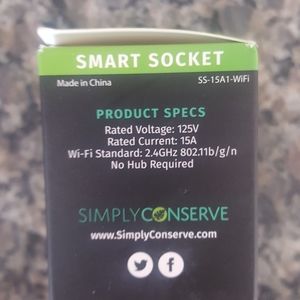 SMART SOCKET
Made in China SS-15A1-WiFi
PRODUCT SPECS
Rated Voltage: 125V
Rated Current: 15A
Wi-Fi Standard: 2.4GHz 802.11b/g/n
No Hub Required
SIMPLYCONSERVE
www.SimplyConserve.com